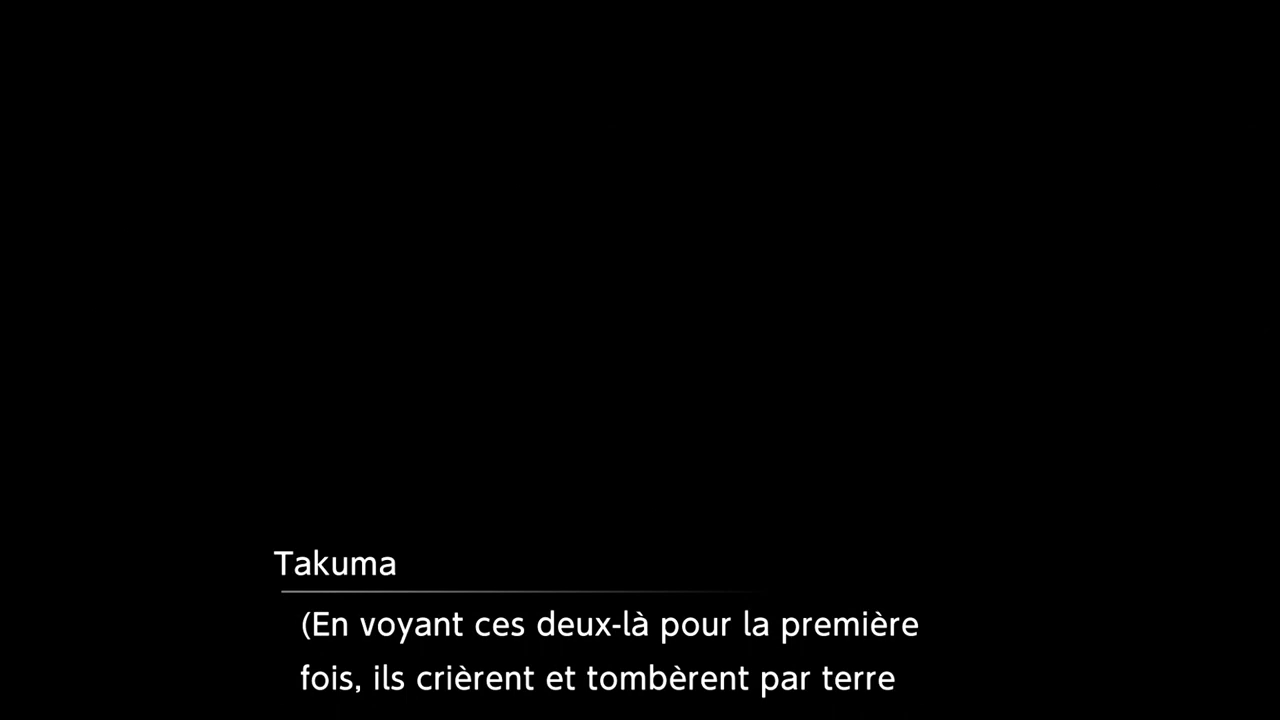 Takuma
(En voyant ces deux-là pour la première
fois, ils crièrent et tombèrent par terre